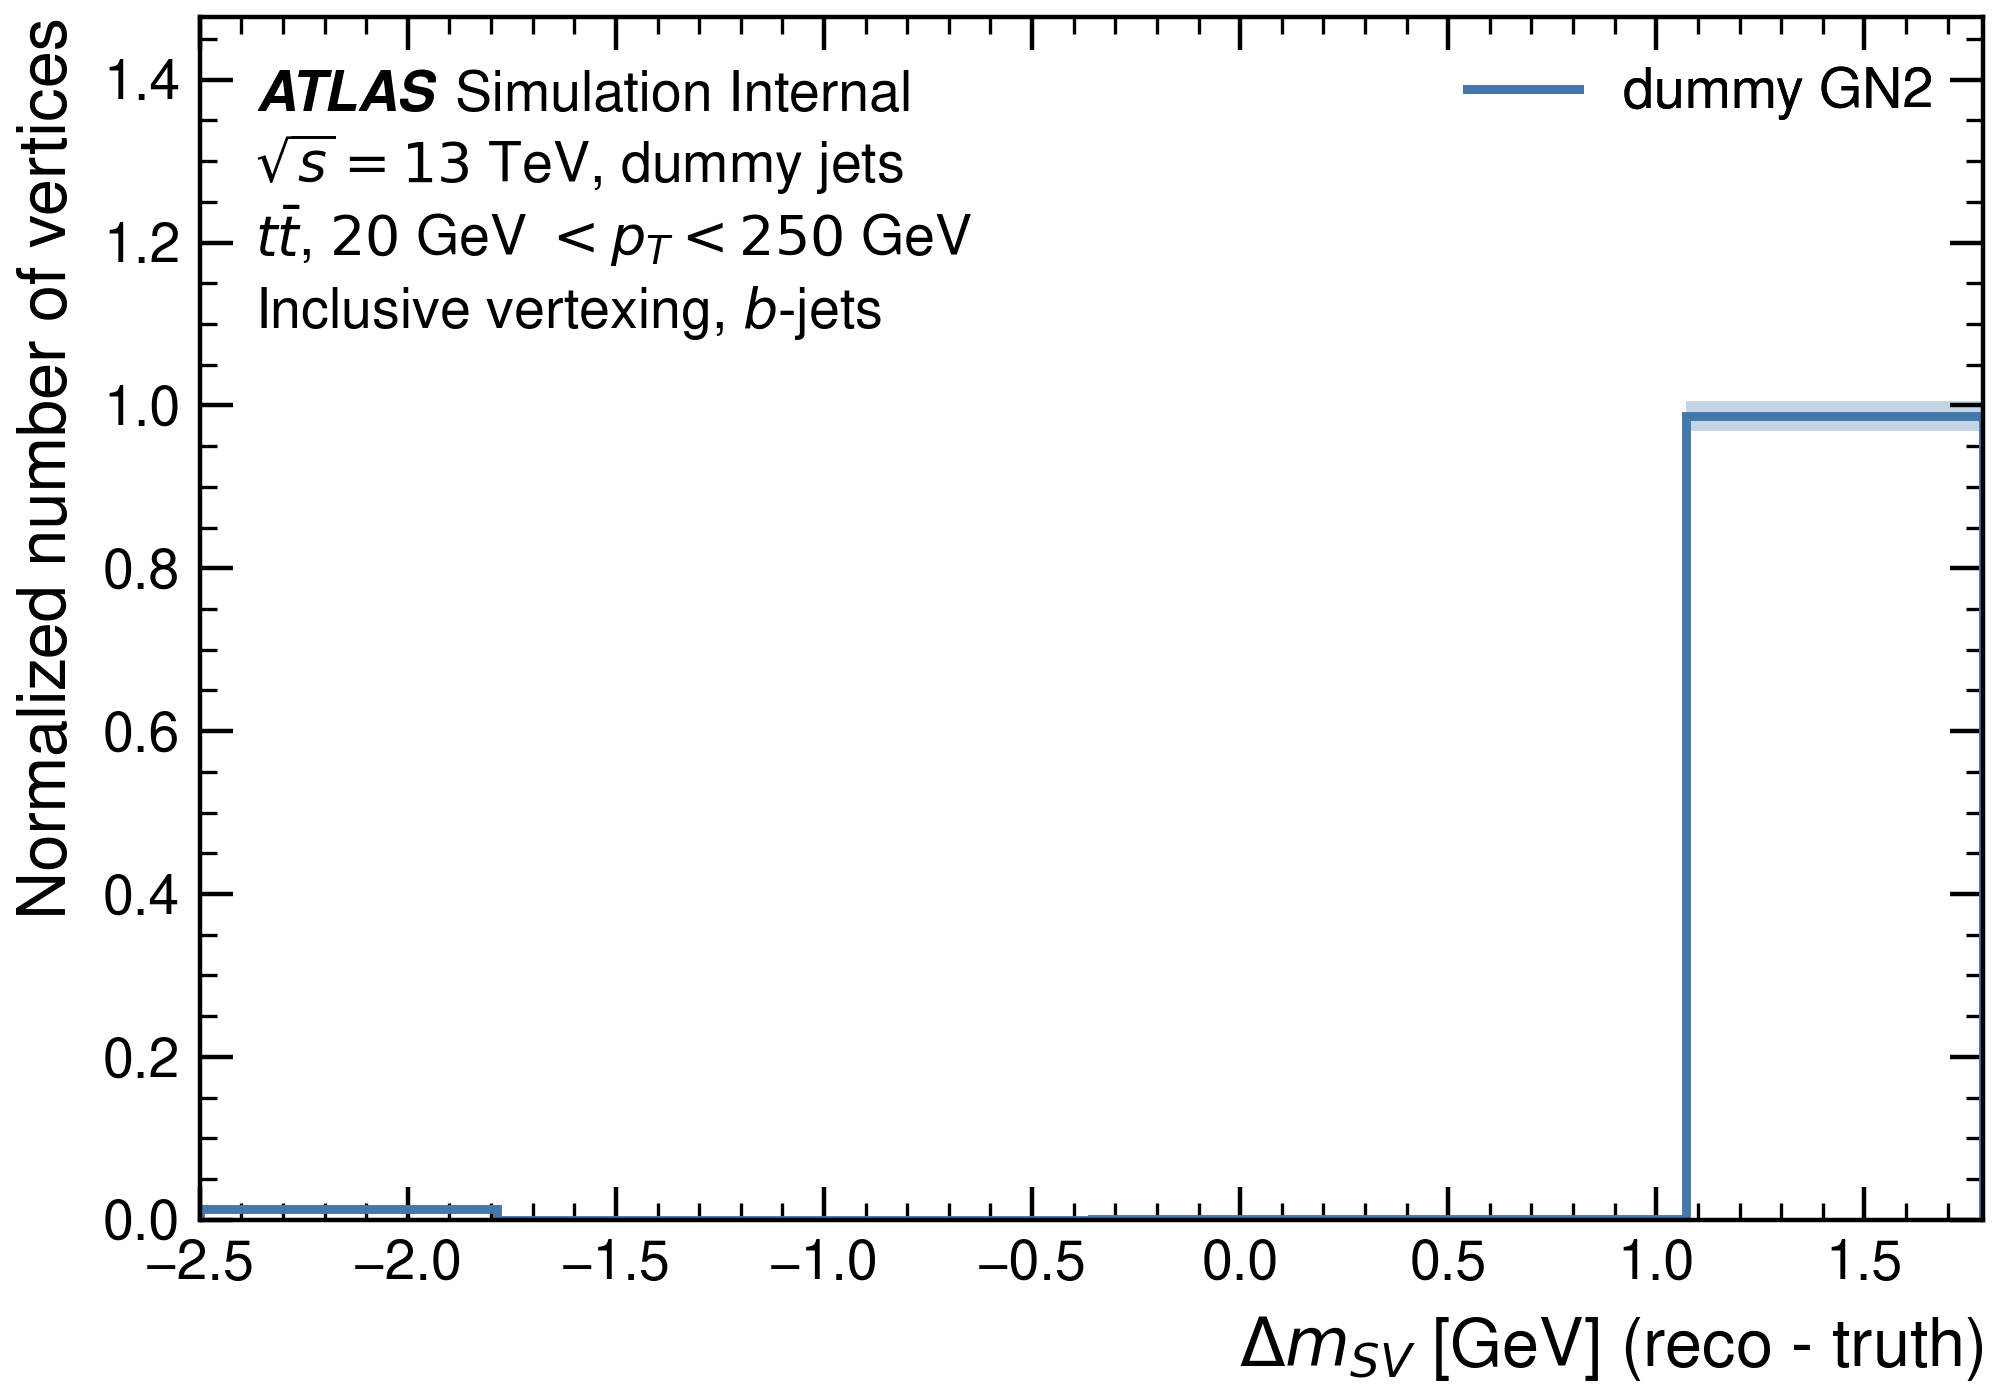 Normalized number of vertices
1.4
1.2
1.0
0.8
0.6
0.4
0.2
0.0
ATLAS Simulation Internal
√s = 13 TeV, dummy jets
tt̄, 20 GeV < p_T < 250 GeV
Inclusive vertexing, b-jets
dummy GN2
−2.5 −2.0 −1.5 −1.0 −0.5 0.0 0.5 1.0 1.5
Δm_SV [GeV] (reco - truth)